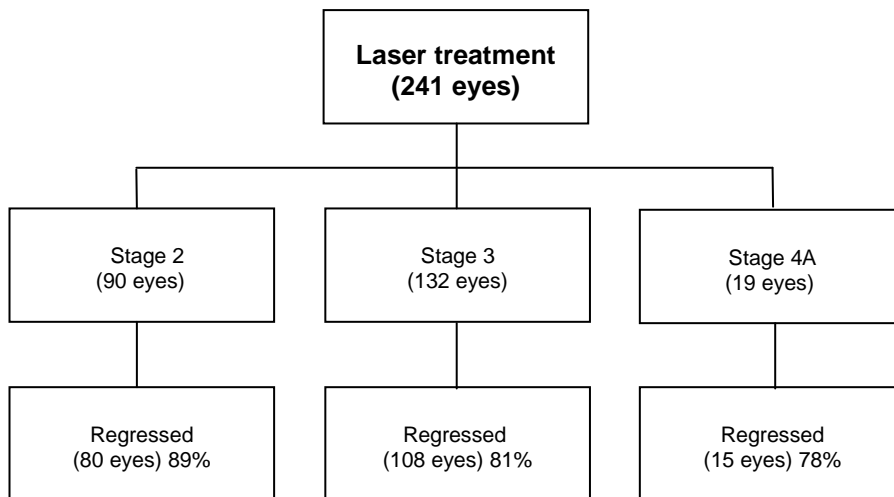 Laser treatment
(241 eyes)
Stage 2
(90 eyes)
Stage 3
(132 eyes)
Stage 4A
(19 eyes)
Regressed
(80 eyes) 89%
Regressed
(108 eyes) 81%
Regressed
(15 eyes) 78%